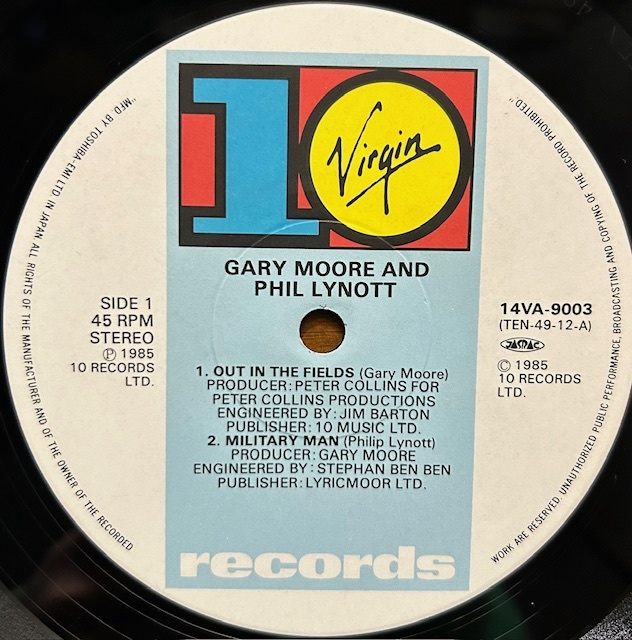 10
Virgin
GARY MOORE AND
PHIL LYNOTT
SIDE 1
45 RPM
STEREO
Ⓟ 1985
10 RECORDS
LTD.
14VA-9003
(TEN-49-12-A)
JASRAC
© 1985
10 RECORDS
LTD.
1. OUT IN THE FIELDS (Gary Moore)
PRODUCER: PETER COLLINS FOR
PETER COLLINS PRODUCTIONS
ENGINEERED BY: JIM BARTON
PUBLISHER: 10 MUSIC LTD.
2. MILITARY MAN (Philip Lynott)
PRODUCER: GARY MOORE
ENGINEERED BY: STEPHAN BEN BEN
PUBLISHER: LYRICMOOR LTD.
records
"MFD. BY TOSHIBA-EMI LTD IN JAPAN ALL RIGHTS OF THE MANUFACTURER AND OF THE OWNER OF THE RECORDED
WORK ARE RESERVED. UNAUTHORIZED PUBLIC PERFORMANCE, BROADCASTING AND COPYING OF THE RECORD PROHIBITED"